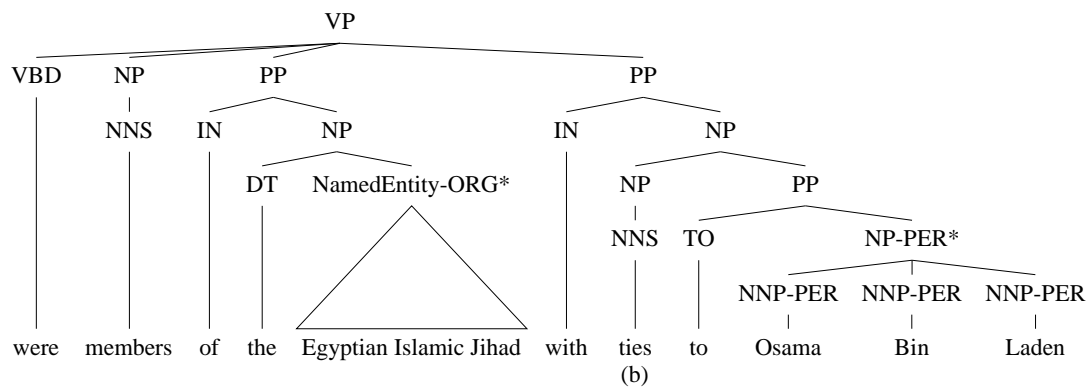 VP
VBD NP PP PP
NNS IN NP IN NP
DT NamedEntity-ORG* NP PP
NNS TO NP-PER*
NNP-PER NNP-PER NNP-PER
were members of the Egyptian Islamic Jihad with ties to Osama Bin Laden
(b)